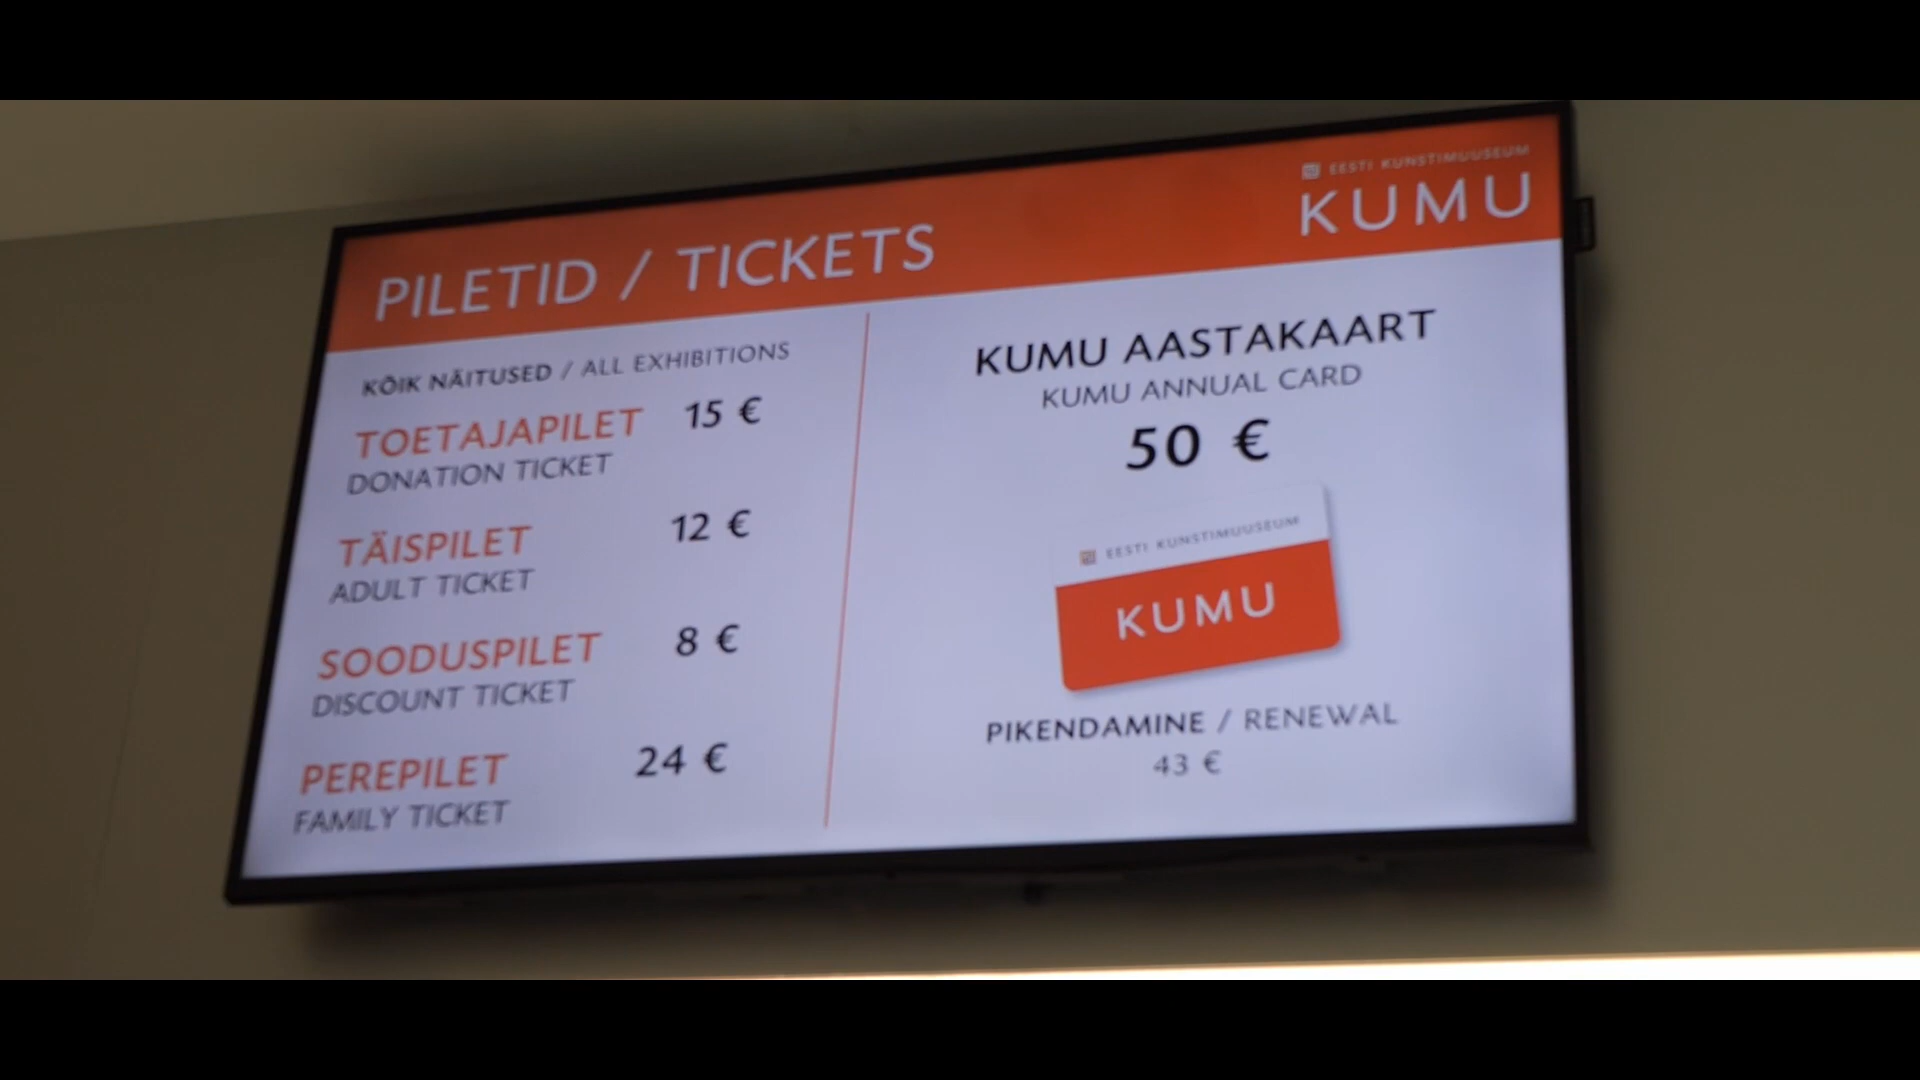 EESTI KUNSTIMUUSEUM
KUMU
PILETID / TICKETS
KÕIK NÄITUSED / ALL EXHIBITIONS
TOETAJAPILET 15 €
DONATION TICKET
TÄISPILET 12 €
ADULT TICKET
SOODUSPILET 8 €
DISCOUNT TICKET
PEREPILET 24 €
FAMILY TICKET
KUMU AASTAKAART
KUMU ANNUAL CARD
50 €
EESTI KUNSTIMUUSEUM
KUMU
PIKENDAMINE / RENEWAL
43 €